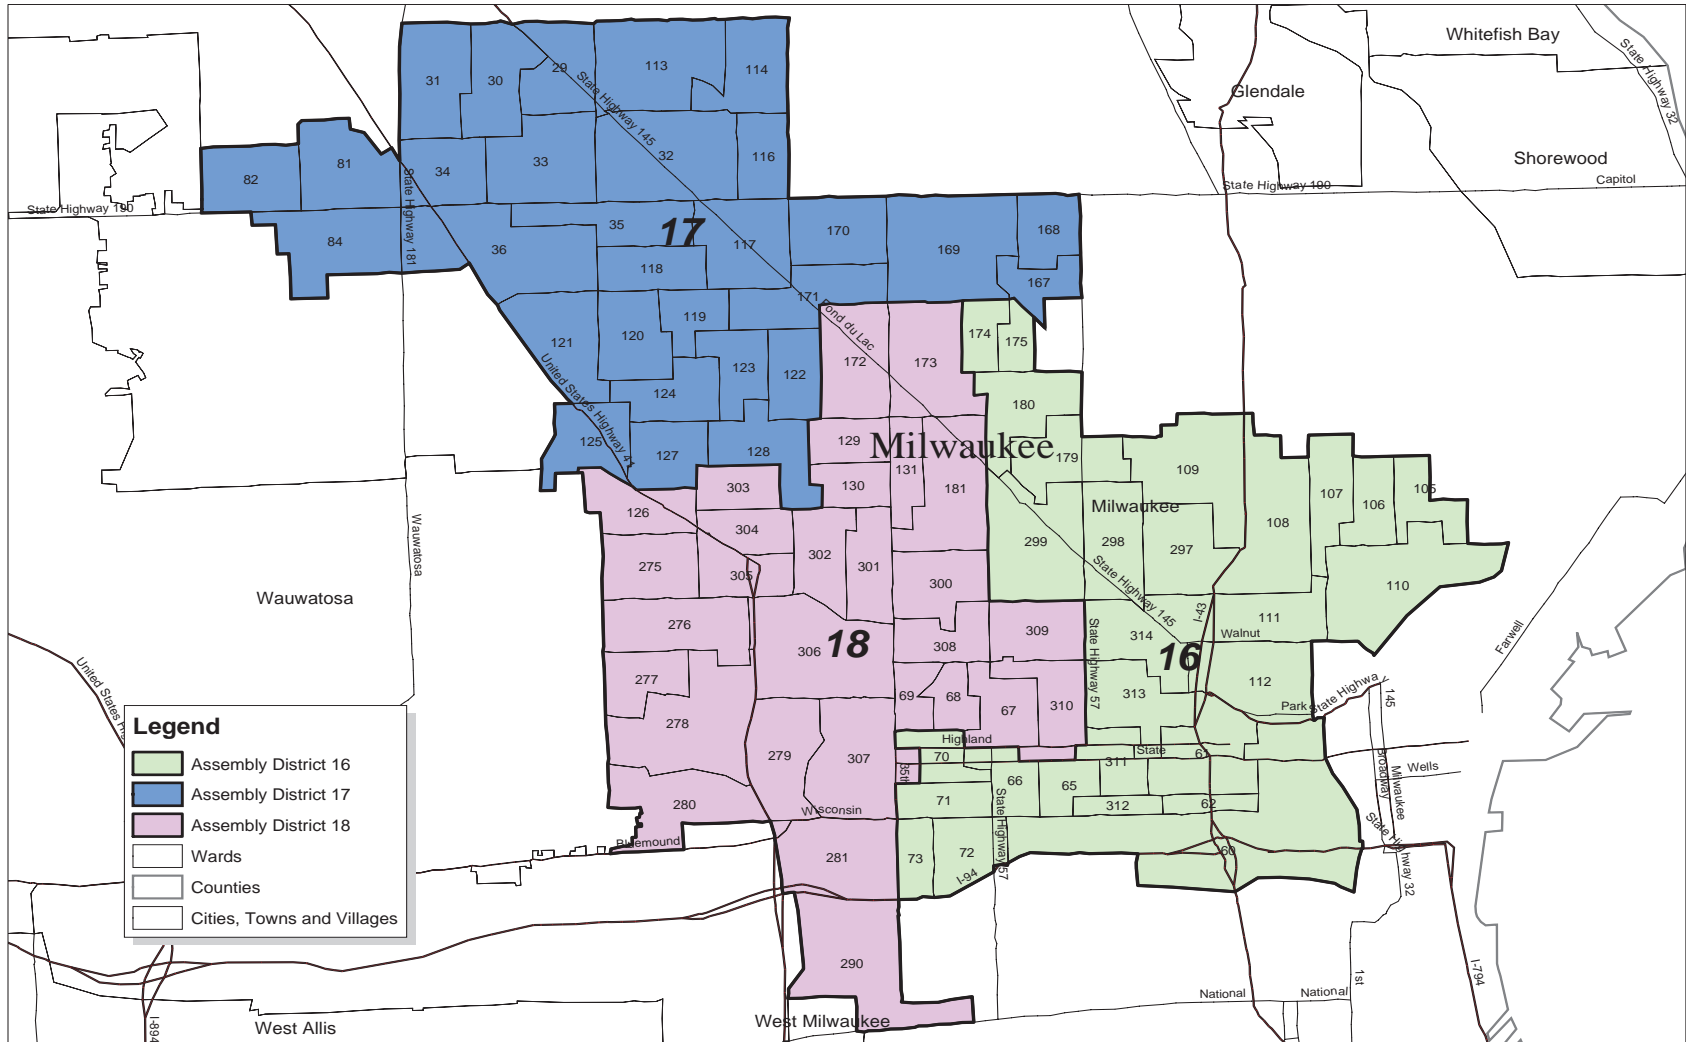 Whitefish Bay
State Highway 32
29
113
114
31
30
State Highway 145
Glendale
33
32
116
Shorewood
81
34
82
State Highway 181
State Highway 190
Capitol
State Highway 190
35
17
170
168
84
36
117
169
118
167
171
119
Fond du Lac
120
121
174
175
172
173
123
122
United States Highway 41
124
180
125
129
Milwaukee
127
128
179
131
109
303
130
181
107
106
105
126
Milwaukee
304
108
302
299
298
297
Wauwatosa
275
305
301
State Highway 145
300
110
Wauwatosa
I-43
276
309
111
State Highway 57
314
Walnut
306
18
308
16
Farwell
United States H
277
69
68
112
313
State Highway 145
67
310
Park
278
Legend
Highland
State
61
279
307
70
311
Broadway
Assembly District 16
35th
66
65
Milwaukee
Wells
Assembly District 17
280
Wisconsin
71
State Highway 57
312
62
Assembly District 18
State Highway 32
Bluemound
281
73
72
60
Wards
I-94
Counties
Cities, Towns and Villages
290
1st
I-794
National
National
West Allis
I-894
West Milwaukee